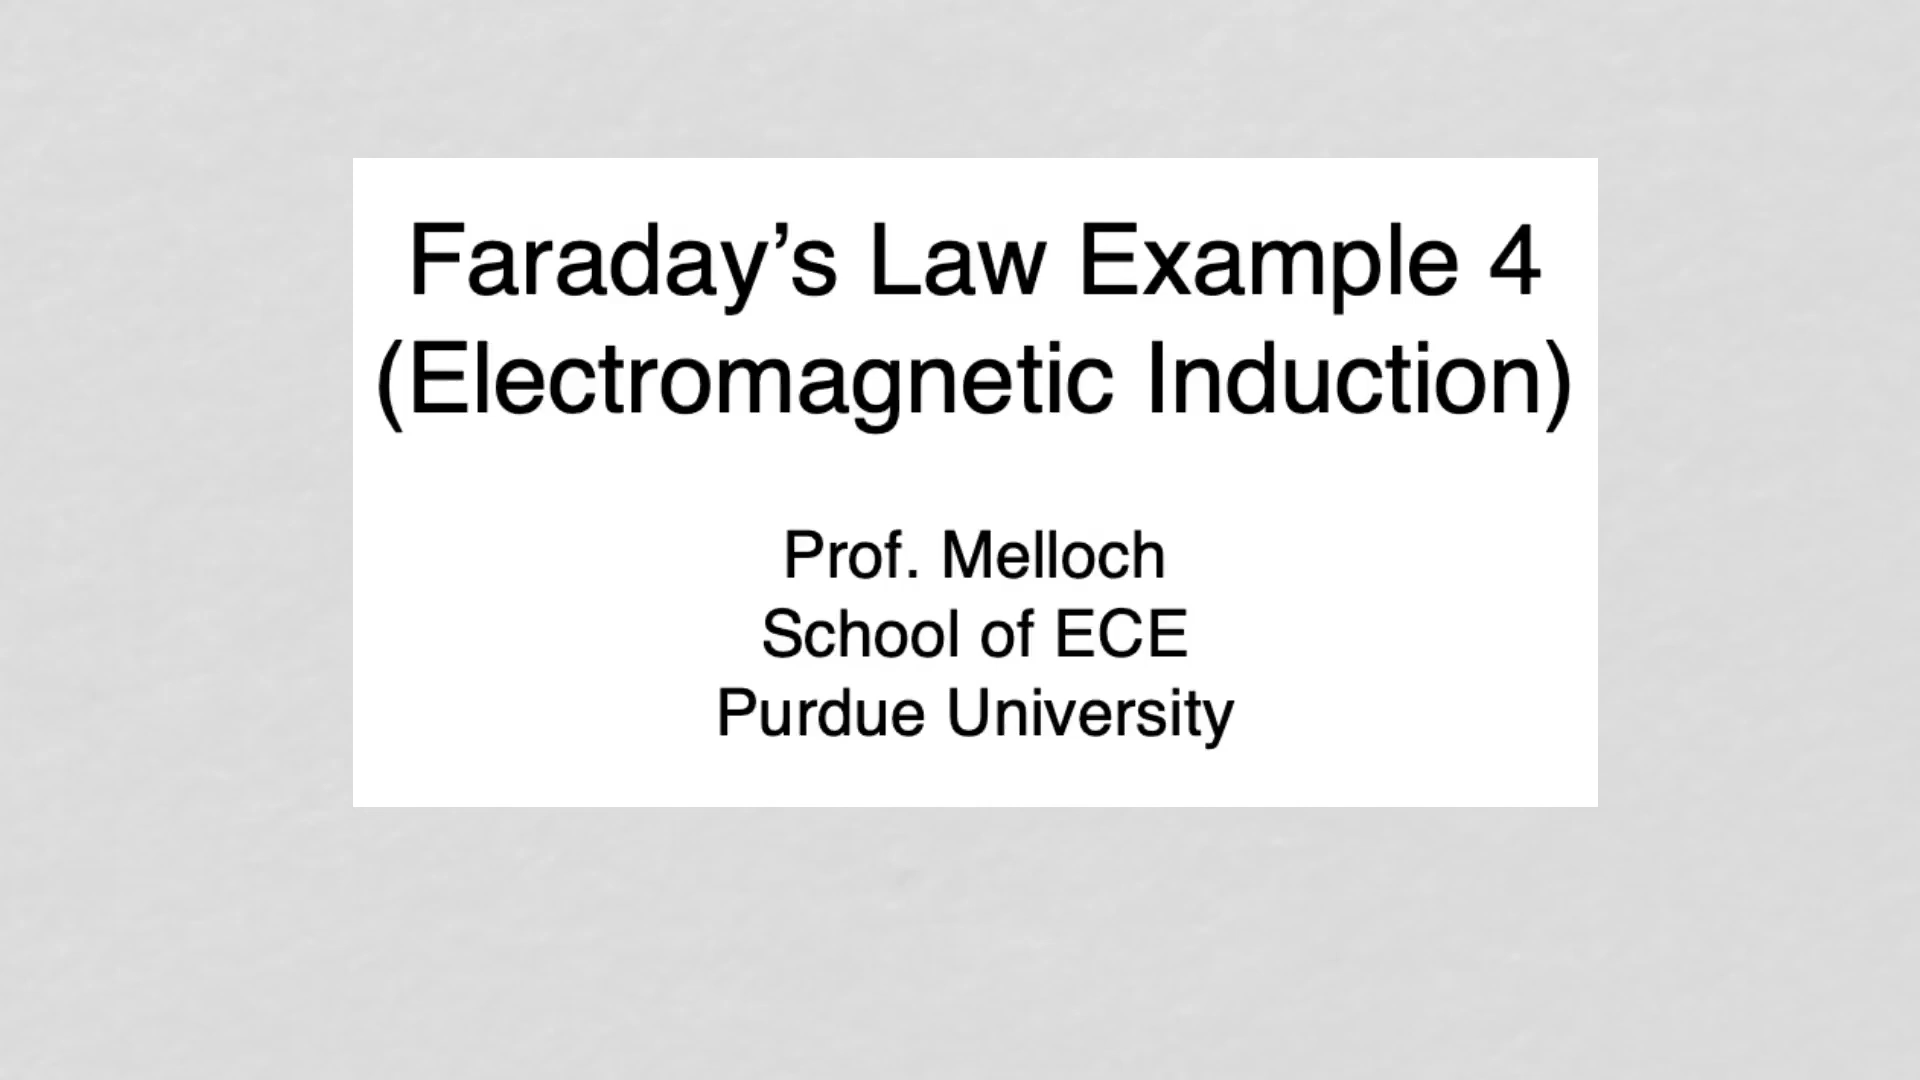 Faraday’s Law Example 4
(Electromagnetic Induction)
Prof. Melloch
School of ECE
Purdue University